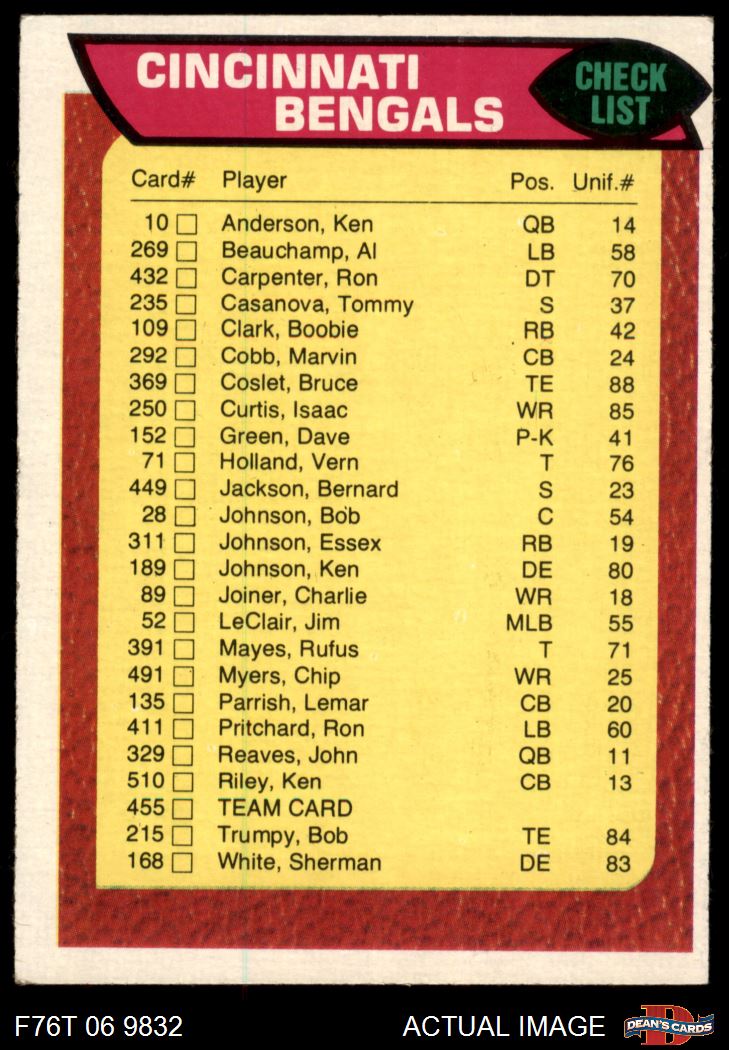 CINCINNATI
BENGALS
CHECK
LIST
Card# Player Pos. Unif.#
10 Anderson, Ken QB 14
269 Beauchamp, Al LB 58
432 Carpenter, Ron DT 70
235 Casanova, Tommy S 37
109 Clark, Boobie RB 42
292 Cobb, Marvin CB 24
369 Coslet, Bruce TE 88
250 Curtis, Isaac WR 85
152 Green, Dave P-K 41
71 Holland, Vern T 76
449 Jackson, Bernard S 23
28 Johnson, Bob C 54
311 Johnson, Essex RB 19
189 Johnson, Ken DE 80
89 Joiner, Charlie WR 18
52 LeClair, Jim MLB 55
391 Mayes, Rufus T 71
491 Myers, Chip WR 25
135 Parrish, Lemar CB 20
411 Pritchard, Ron LB 60
329 Reaves, John QB 11
510 Riley, Ken CB 13
455 TEAM CARD
215 Trumpy, Bob TE 84
168 White, Sherman DE 83
F76T 06 9832 ACTUAL IMAGE
D
DEAN'S CARDS